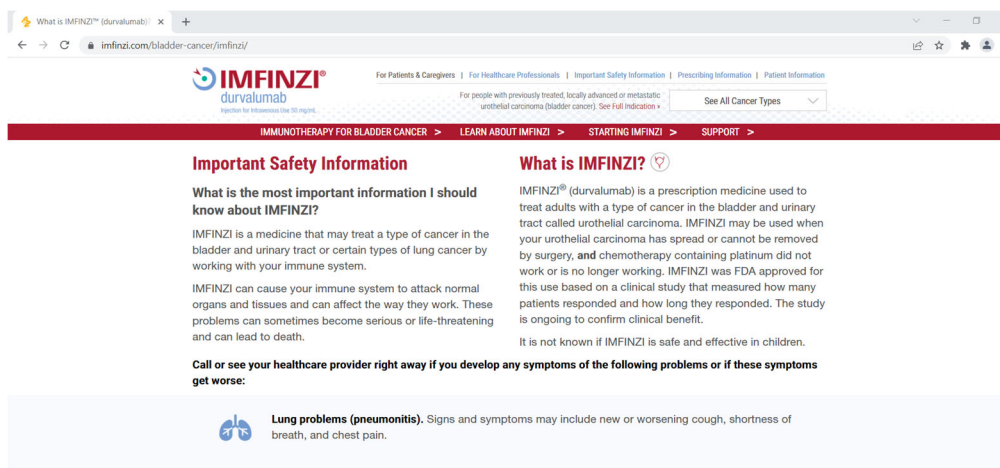 What is IMFINZI™ (durvalumab)
imfinzi.com/bladder-cancer/imfinzi/
IMFINZI®
durvalumab
Injection for Intravenous Use 50 mg/mL
For Patients & Caregivers | For Healthcare Professionals | Important Safety Information | Prescribing Information | Patient Information
For people with previously treated, locally advanced or metastatic
urothelial carcinoma (bladder cancer). See Full Indication »
See All Cancer Types
IMMUNOTHERAPY FOR BLADDER CANCER > LEARN ABOUT IMFINZI > STARTING IMFINZI > SUPPORT >
Important Safety Information
What is the most important information I should
know about IMFINZI?
IMFINZI is a medicine that may treat a type of cancer in the
bladder and urinary tract or certain types of lung cancer by
working with your immune system.
IMFINZI can cause your immune system to attack normal
organs and tissues and can affect the way they work. These
problems can sometimes become serious or life-threatening
and can lead to death.
What is IMFINZI?
IMFINZI® (durvalumab) is a prescription medicine used to
treat adults with a type of cancer in the bladder and urinary
tract called urothelial carcinoma. IMFINZI may be used when
your urothelial carcinoma has spread or cannot be removed
by surgery, and chemotherapy containing platinum did not
work or is no longer working. IMFINZI was FDA approved for
this use based on a clinical study that measured how many
patients responded and how long they responded. The study
is ongoing to confirm clinical benefit.
It is not known if IMFINZI is safe and effective in children.
Call or see your healthcare provider right away if you develop any symptoms of the following problems or if these symptoms
get worse:
Lung problems (pneumonitis). Signs and symptoms may include new or worsening cough, shortness of
breath, and chest pain.